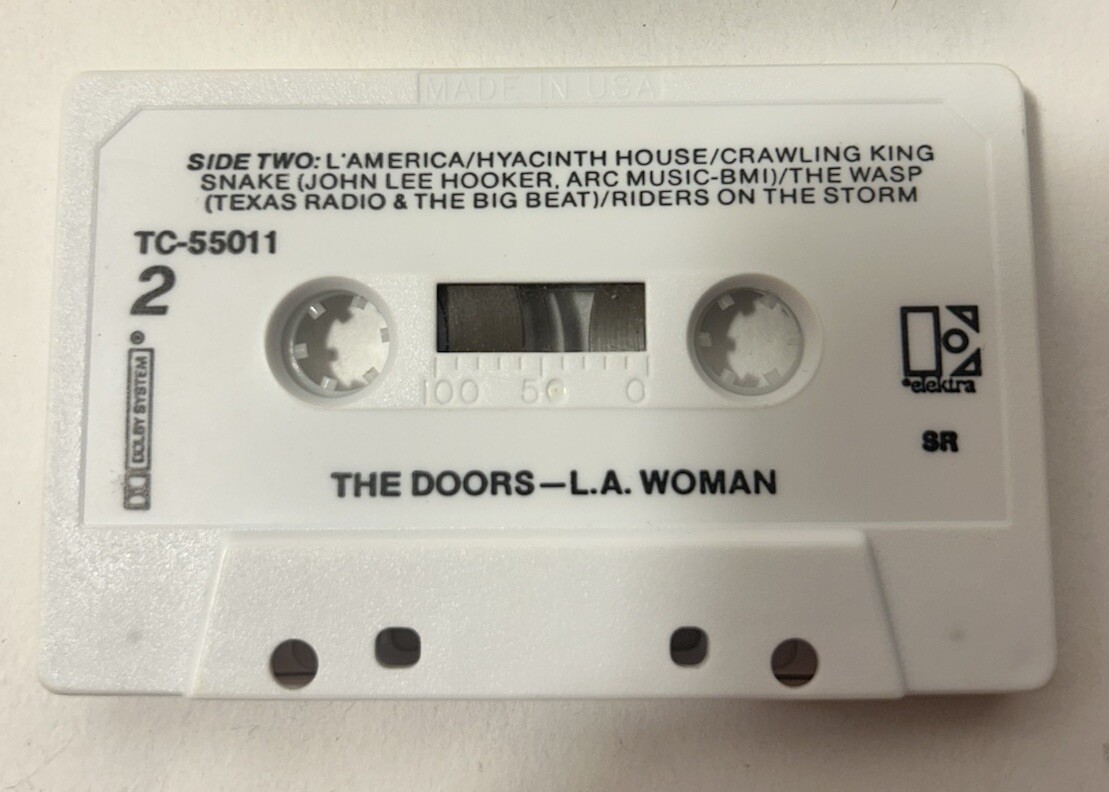 MADE IN USA
SIDE TWO: L'AMERICA/HYACINTH HOUSE/CRAWLING KING
SNAKE (JOHN LEE HOOKER, ARC MUSIC-BMI)/THE WASP
(TEXAS RADIO & THE BIG BEAT)/RIDERS ON THE STORM
TC-55011
2
100 50 0
DOLBY SYSTEM ®
elektra
SR
THE DOORS—L.A. WOMAN